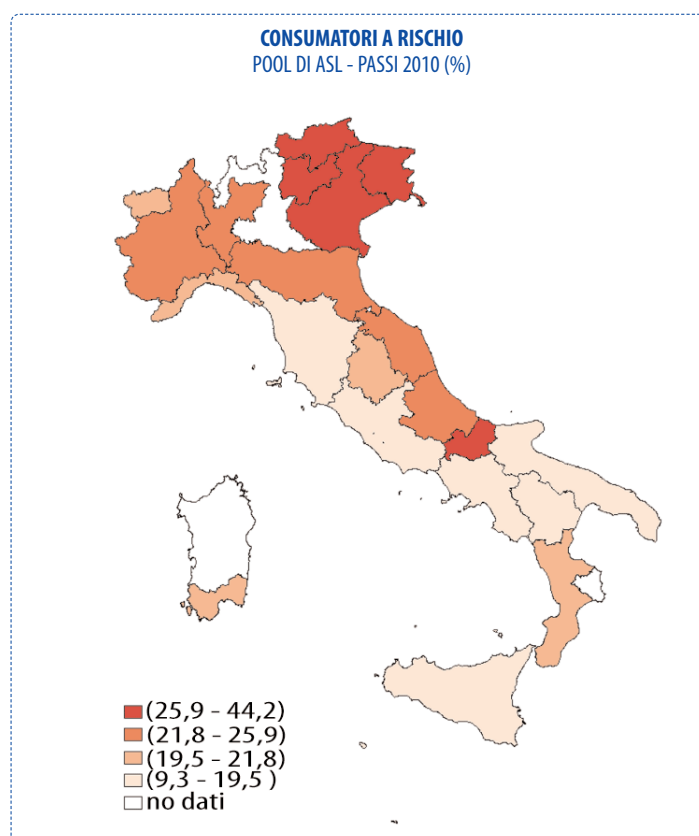 CONSUMATORI A RISCHIO
POOL DI ASL - PASSI 2010 (%)
(25,9 - 44,2)
(21,8 - 25,9)
(19,5 - 21,8)
(9,3 - 19,5 )
no dati